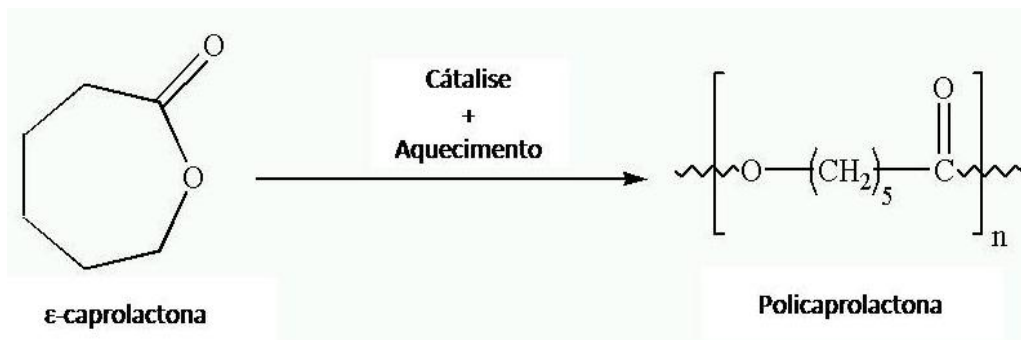 O
O
Cátalise
+
Aquecimento
O
O
(CH2)5
C
n
ε-caprolactona
Policaprolactona